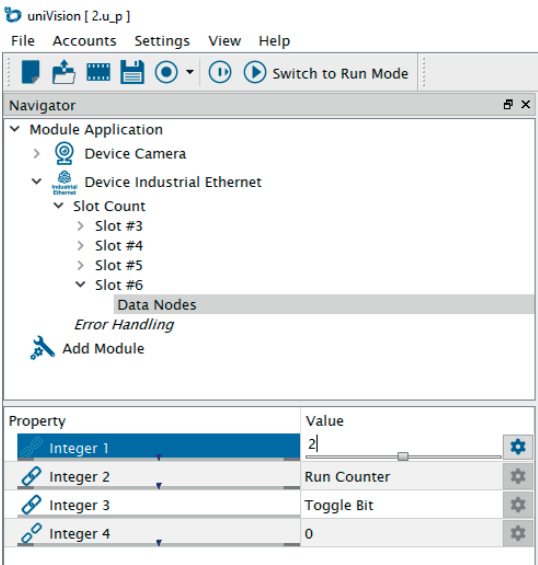 uniVision [ 2.u_p ]
File Accounts Settings View Help
Switch to Run Mode
Navigator
Module Application
Device Camera
Industrial
Ethernet
Device Industrial Ethernet
Slot Count
Slot #3
Slot #4
Slot #5
Slot #6
Data Nodes
Error Handling
Add Module
Property Value
Integer 1 2
Integer 2 Run Counter
Integer 3 Toggle Bit
Integer 4 0